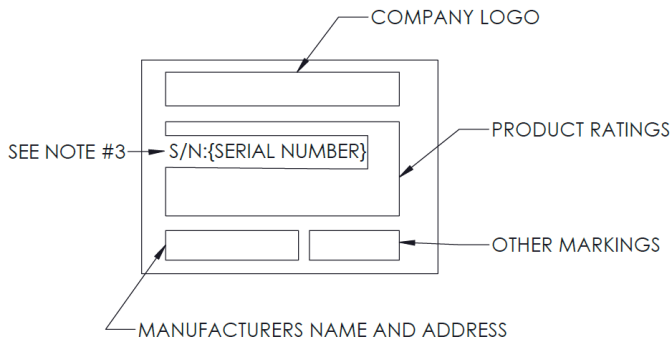 COMPANY LOGO
PRODUCT RATINGS
SEE NOTE #3
S/N:{SERIAL NUMBER}
OTHER MARKINGS
MANUFACTURERS NAME AND ADDRESS